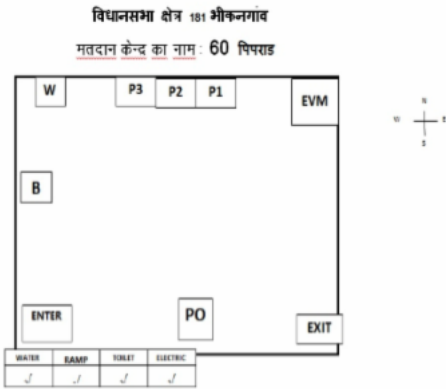 विधानसभा क्षेत्र 181 भीकनगांव
मतदान केन्द्र का नाम : 60 पिपराड
W P3 P2 P1 EVM
N
W E
S
B
ENTER PO EXIT
WATER RAMP TOILET ELECTRIC
√ √ √ √